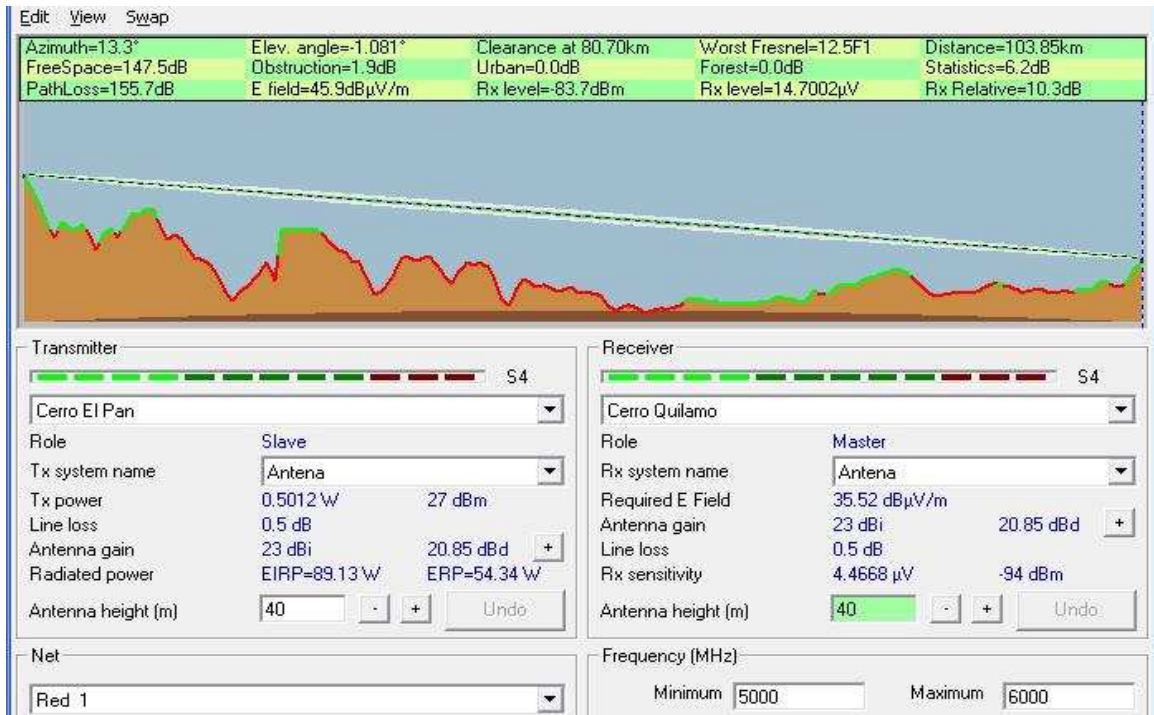 Edit View Swap
Azimuth=13.3° Elev. angle=-1.081° Clearance at 80.70km Worst Fresnel=12.5F1 Distance=103.85km
FreeSpace=147.5dB Obstruction=1.9dB Urban=0.0dB Forest=0.0dB Statistics=6.2dB
PathLoss=155.7dB E field=45.9dBμV/m Rx level=-83.7dBm Rx level=14.7002μV Rx Relative=10.3dB
Transmitter
S4
Cerro El Pan
Role Slave
Tx system name Antena
Tx power 0.5012 W 27 dBm
Line loss 0.5 dB
Antenna gain 23 dBi 20.85 dBd +
Radiated power EIRP=89.13 W ERP=54.34 W
Antenna height (m) 40 - + Undo
Net
Red 1
Receiver
S4
Cerro Quilamo
Role Master
Rx system name Antena
Required E Field 35.52 dBμV/m
Antenna gain 23 dBi 20.85 dBd +
Line loss 0.5 dB
Rx sensitivity 4.4668 μV -94 dBm
Antenna height (m) 40 - + Undo
Frequency (MHz)
Minimum 5000 Maximum 6000